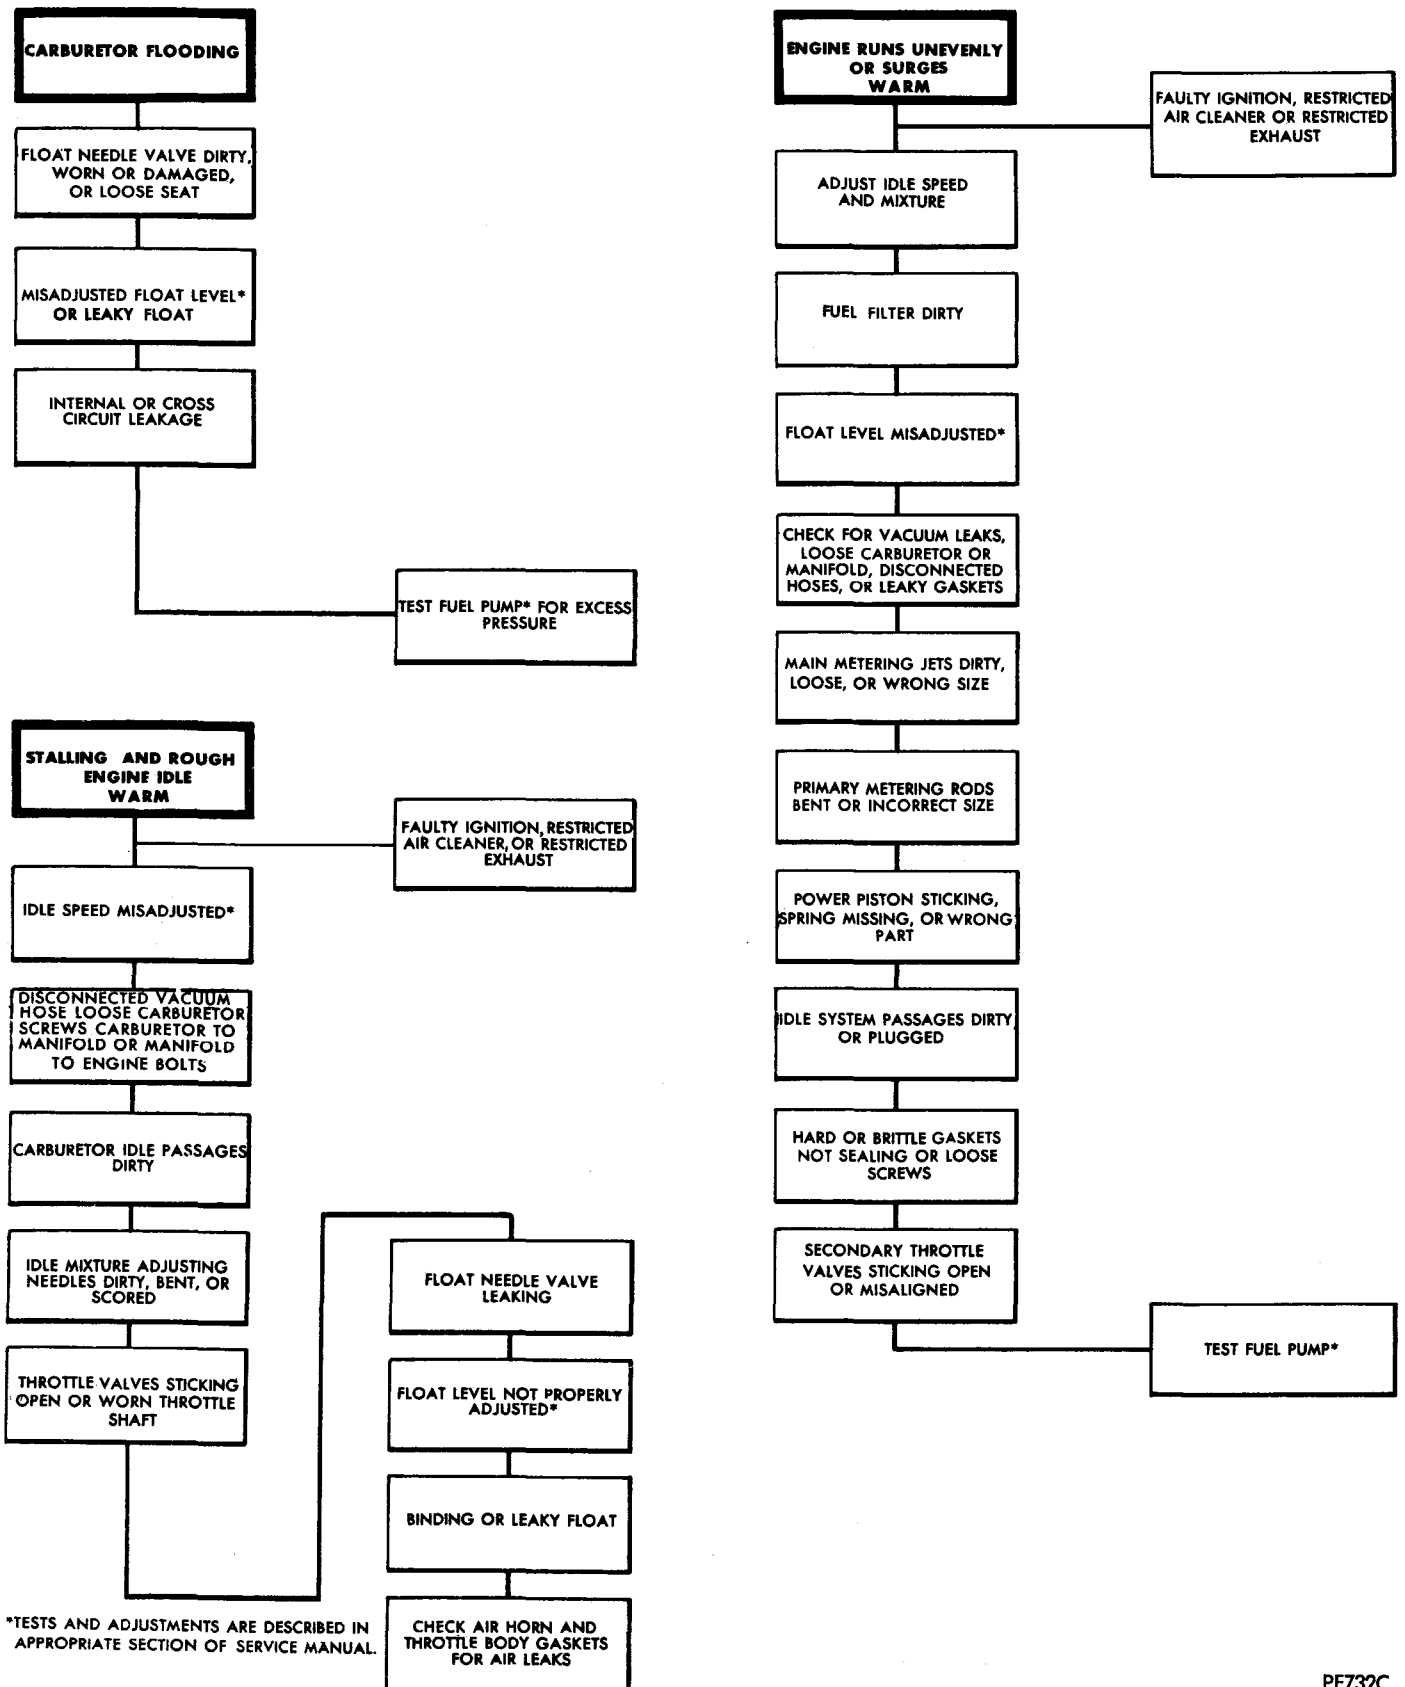 CARBURETOR FLOODING
FLOAT NEEDLE VALVE DIRTY,
WORN OR DAMAGED,
OR LOOSE SEAT
MISADJUSTED FLOAT LEVEL*
OR LEAKY FLOAT
INTERNAL OR CROSS
CIRCUIT LEAKAGE
TEST FUEL PUMP* FOR EXCESS
PRESSURE
STALLING AND ROUGH
ENGINE IDLE
WARM
FAULTY IGNITION, RESTRICTED
AIR CLEANER, OR RESTRICTED
EXHAUST
IDLE SPEED MISADJUSTED*
DISCONNECTED VACUUM
HOSE LOOSE CARBURETOR
SCREWS CARBURETOR TO
MANIFOLD OR MANIFOLD
TO ENGINE BOLTS
CARBURETOR IDLE PASSAGES
DIRTY
IDLE MIXTURE ADJUSTING
NEEDLES DIRTY, BENT, OR
SCORED
THROTTLE VALVES STICKING
OPEN OR WORN THROTTLE
SHAFT
FLOAT NEEDLE VALVE
LEAKING
FLOAT LEVEL NOT PROPERLY
ADJUSTED*
BINDING OR LEAKY FLOAT
CHECK AIR HORN AND
THROTTLE BODY GASKETS
FOR AIR LEAKS
*TESTS AND ADJUSTMENTS ARE DESCRIBED IN
APPROPRIATE SECTION OF SERVICE MANUAL.
ENGINE RUNS UNEVENLY
OR SURGES
WARM
FAULTY IGNITION, RESTRICTED
AIR CLEANER OR RESTRICTED
EXHAUST
ADJUST IDLE SPEED
AND MIXTURE
FUEL FILTER DIRTY
FLOAT LEVEL MISADJUSTED*
CHECK FOR VACUUM LEAKS,
LOOSE CARBURETOR OR
MANIFOLD, DISCONNECTED
HOSES, OR LEAKY GASKETS
MAIN METERING JETS DIRTY,
LOOSE, OR WRONG SIZE
PRIMARY METERING RODS
BENT OR INCORRECT SIZE
POWER PISTON STICKING,
SPRING MISSING, OR WRONG
PART
IDLE SYSTEM PASSAGES DIRTY
OR PLUGGED
HARD OR BRITTLE GASKETS
NOT SEALING OR LOOSE
SCREWS
SECONDARY THROTTLE
VALVES STICKING OPEN
OR MISALIGNED
TEST FUEL PUMP*
PF732C